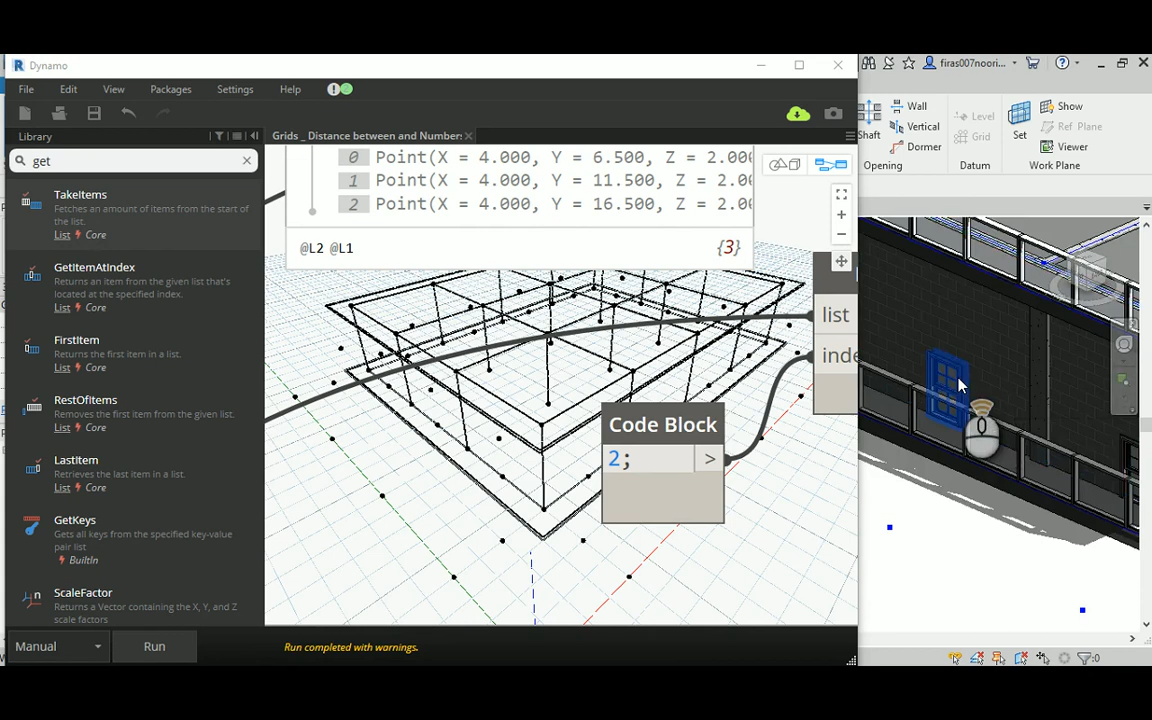 Dynamo
File Edit View Packages Settings Help
firas007noori...
Library
Grids _ Distance between and Number:
get
0 Point(X = 4.000, Y = 6.500, Z = 2.00
1 Point(X = 4.000, Y = 11.500, Z = 2.0
2 Point(X = 4.000, Y = 16.500, Z = 2.0
@L2 @L1 {3}
TakeItems
Fetches an amount of items from the start of
the list.
List Core
GetItemAtIndex
Returns an item from the given list that's
located at the specified index.
List Core
FirstItem
Returns the first item in a list.
List Core
RestOfItems
Removes the first item from the given list.
List Core
LastItem
Retrieves the last item in a list.
List Core
GetKeys
Gets all keys from the specified key-value
pair list
BuiltIn
ScaleFactor
Returns a Vector containing the X, Y, and Z
scale factors
list
inde
Code Block
2; >
Manual Run
Run completed with warnings.
Wall
Vertical
Dormer
Shaft
Opening
Level
Grid
Datum
Set
Show
Ref Plane
Viewer
Work Plane
:0